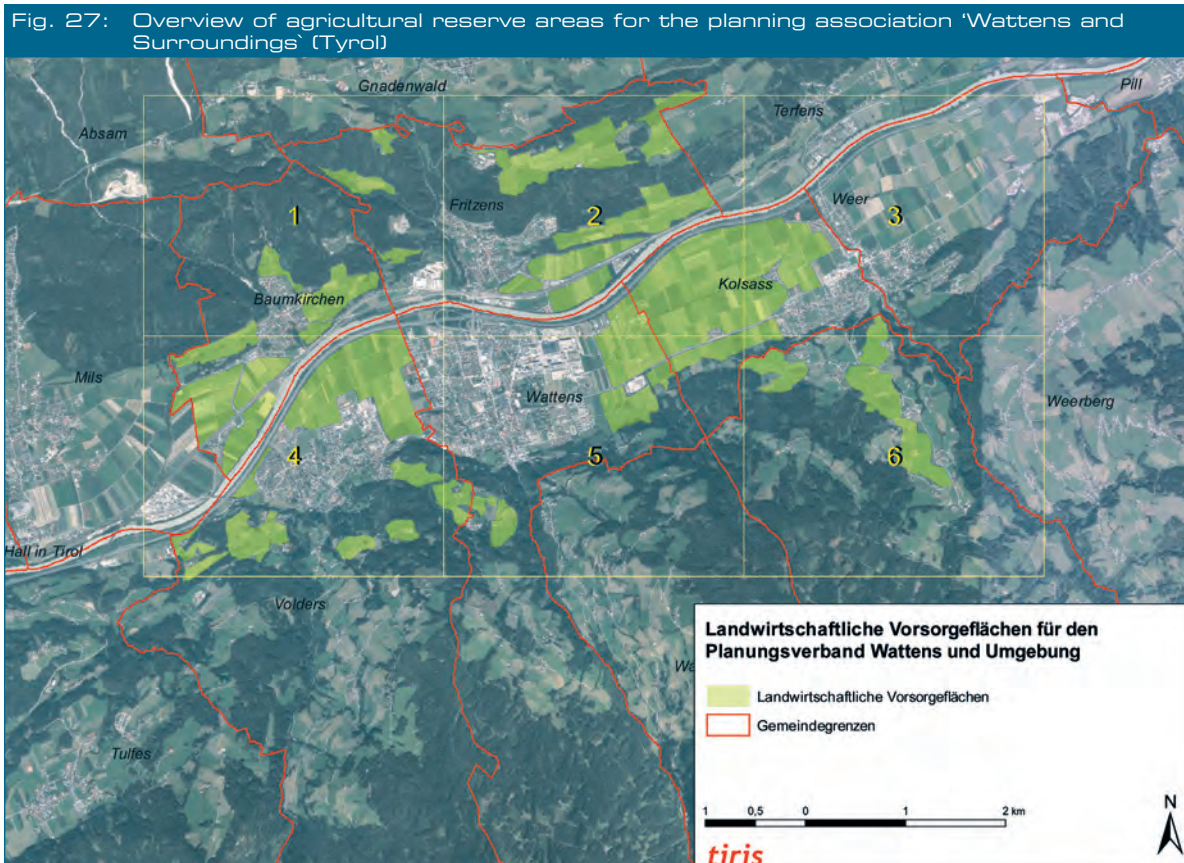 Fig. 27: Overview of agricultural reserve areas for the planning association ‘Wattens and
Surroundings` (Tyrol)
Gnadenwald
Pill
Terfens
Absam
Weer
Fritzens
1
2
3
Kolsass
Baumkirchen
Mils
Wattens
Weerberg
4
5
6
Hall in Tirol
Volders
Landwirtschaftliche Vorsorgeflächen für den
Planungsverband Wattens und Umgebung
Landwirtschaftliche Vorsorgeflächen
Gemeindegrenzen
Tulfes
1 0,5 0 1 2 km
N
tiris